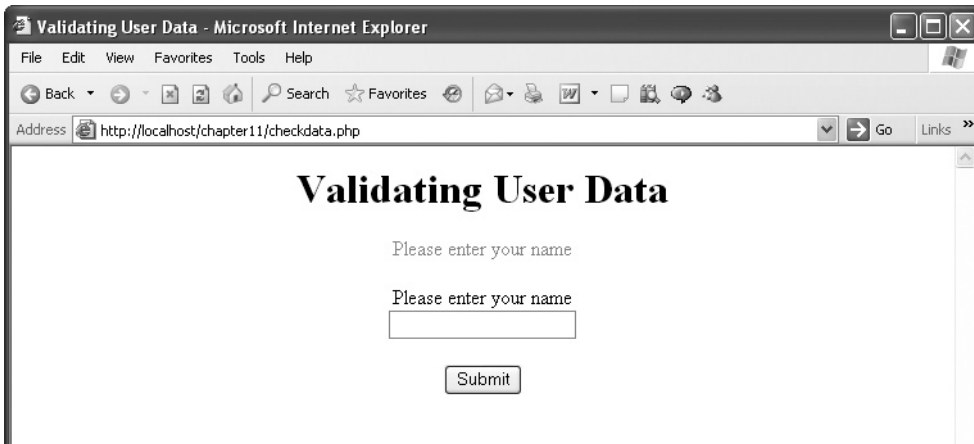 Validating User Data - Microsoft Internet Explorer
File Edit View Favorites Tools Help
Back Search Favorites
Address http://localhost/chapter11/checkdata.php Go Links »
Validating User Data
Please enter your name
Please enter your name
Submit